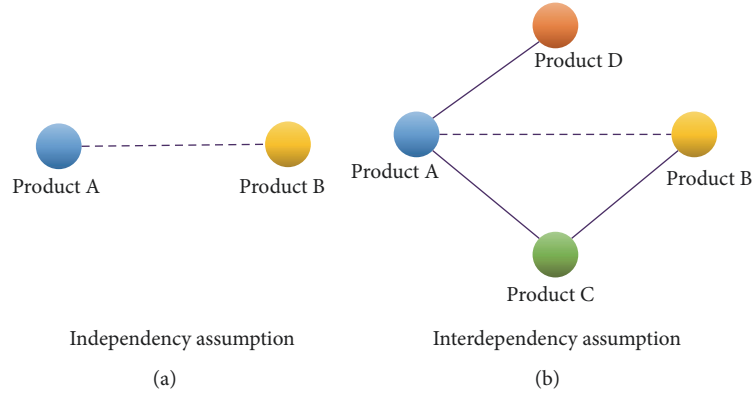 Product D
Product A
Product B
Product A
Product B
Product C
Independency assumption
Interdependency assumption
(a)
(b)